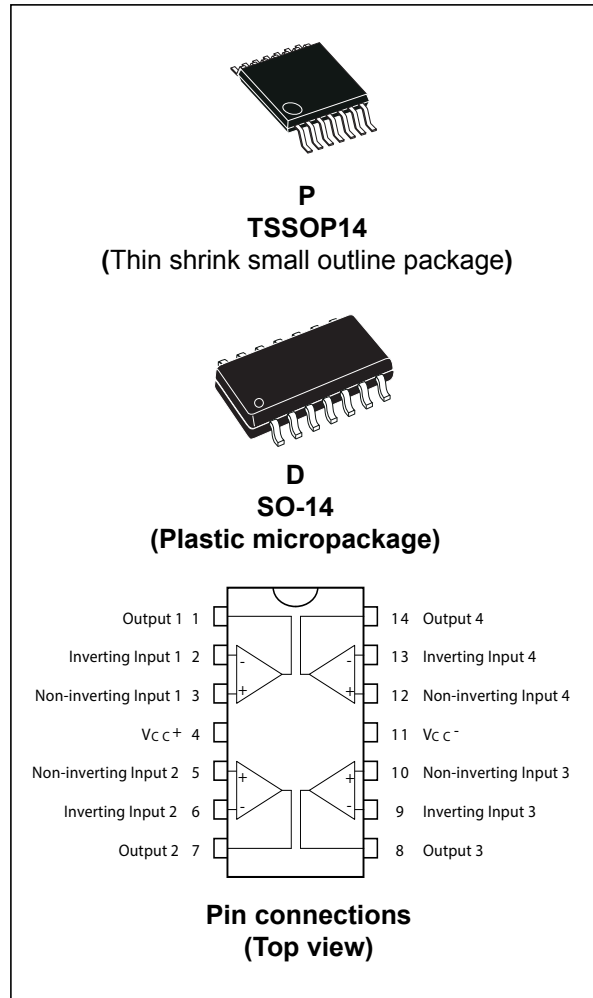 P
TSSOP14
(Thin shrink small outline package)
D
SO-14
(Plastic micropackage)
Output 1 1 14 Output 4
Inverting Input 1 2 - - 13 Inverting Input 4
Non-inverting Input 1 3 + + 12 Non-inverting Input 4
VCC+ 4 11 VCC-
Non-inverting Input 2 5 + + 10 Non-inverting Input 3
Inverting Input 2 6 - - 9 Inverting Input 3
Output 2 7 8 Output 3
Pin connections
(Top view)